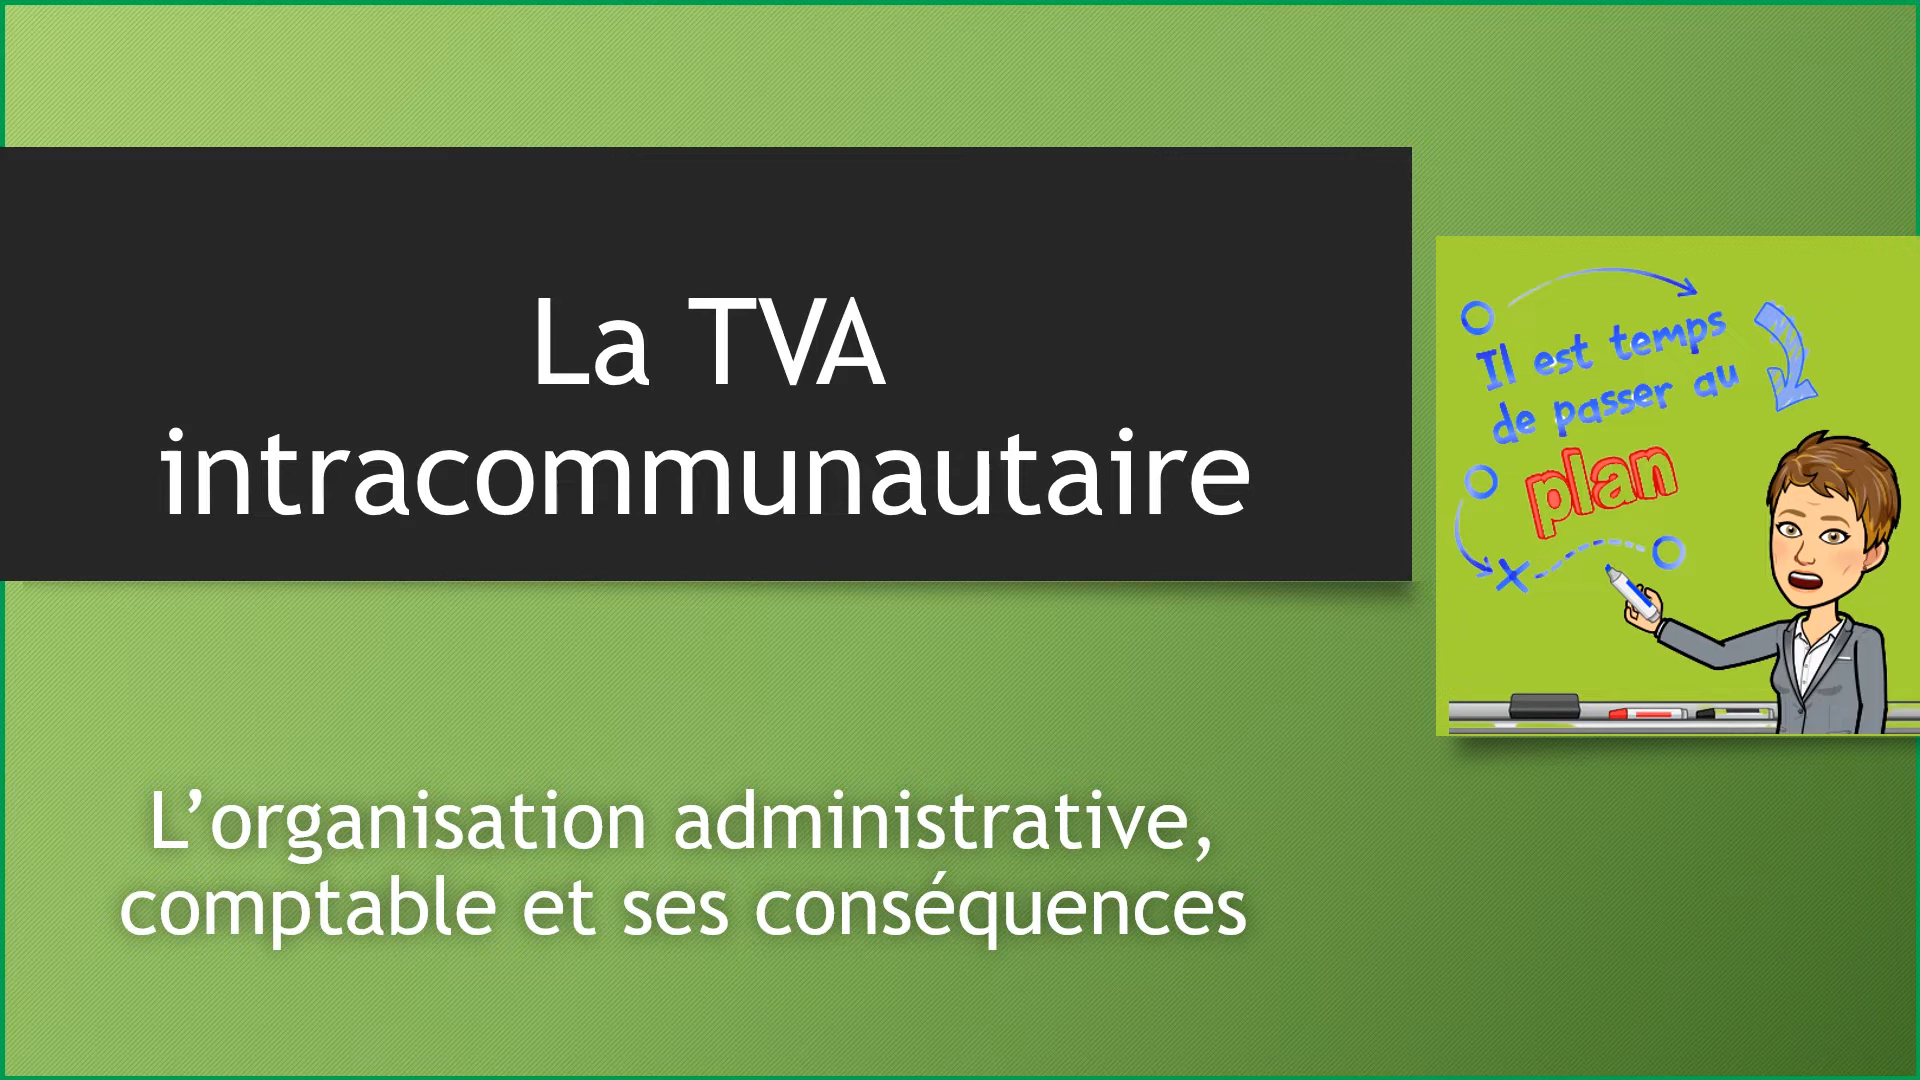 La TVA
intracommunautaire
Il est temps
de passer au
plan
L’organisation administrative,
comptable et ses conséquences